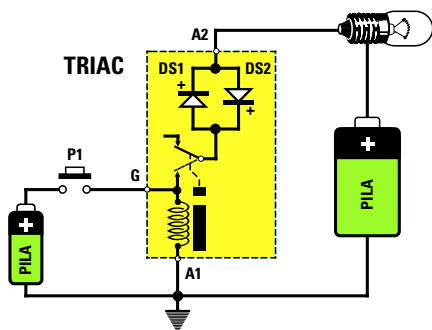 A2
TRIAC
DS1 DS2
+
+
P1
G
+
PILA
+
PILA
A1